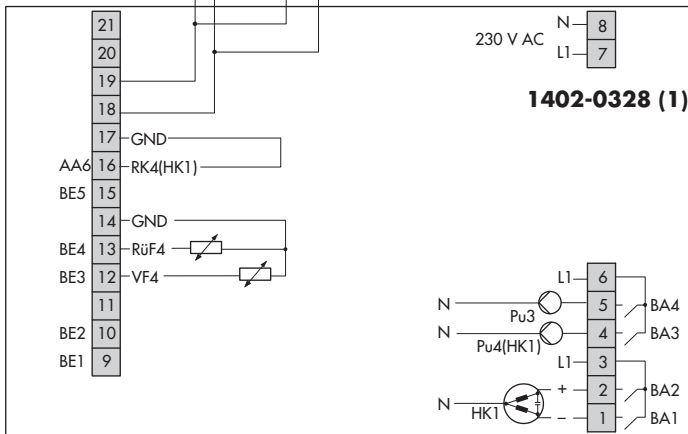 21
20
19
18
17 GND
AA6 16 RK4(HK1)
BE5 15
14 GND
BE4 13 RüF4
BE3 12 VF4
11
BE2 10
BE1 9
230 V AC
N 8
L1 7
1402-0328 (1)
L1 6
N Pu3 5 BA4
N Pu4(HK1) 4 BA3
L1 3
+ 2 BA2
N HK1
− 1 BA1